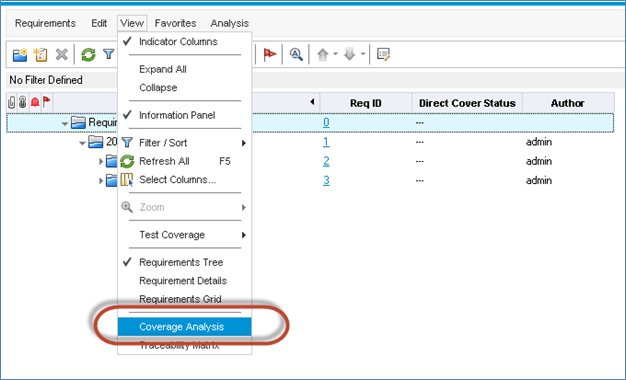 Requirements Edit View Favorites Analysis
Indicator Columns
Expand All
Collapse
Information Panel
Filter / Sort
Refresh All F5
Select Columns...
Zoom
Test Coverage
Requirements Tree
Requirement Details
Requirements Grid
Coverage Analysis
Traceability Matrix
No Filter Defined
Req ID Direct Cover Status Author
Requir 0 ---
20 1 --- admin
2 --- admin
3 --- admin